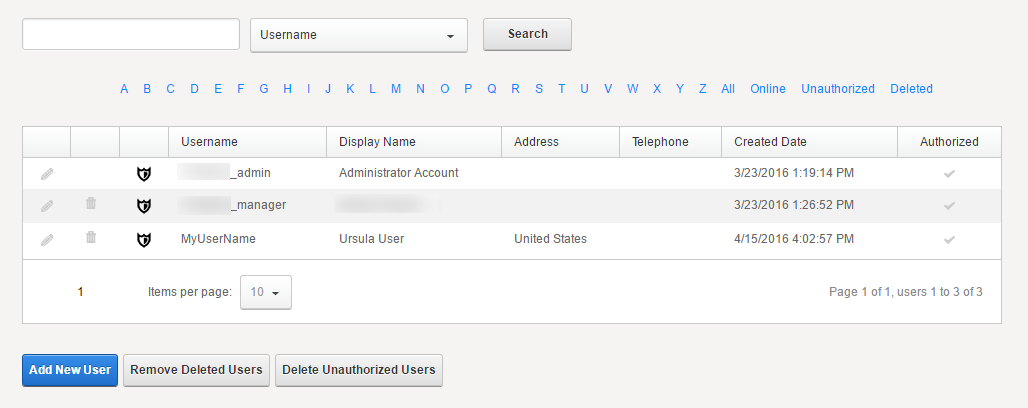 Username Search
A B C D E F G H I J K L M N O P Q R S T U V W X Y Z All Online Unauthorized Deleted
Username Display Name Address Telephone Created Date Authorized
_admin Administrator Account 3/23/2016 1:19:14 PM
_manager 3/23/2016 1:26:52 PM
MyUserName Ursula User United States 4/15/2016 4:02:57 PM
1 Items per page: 10 Page 1 of 1, users 1 to 3 of 3
Add New User Remove Deleted Users Delete Unauthorized Users